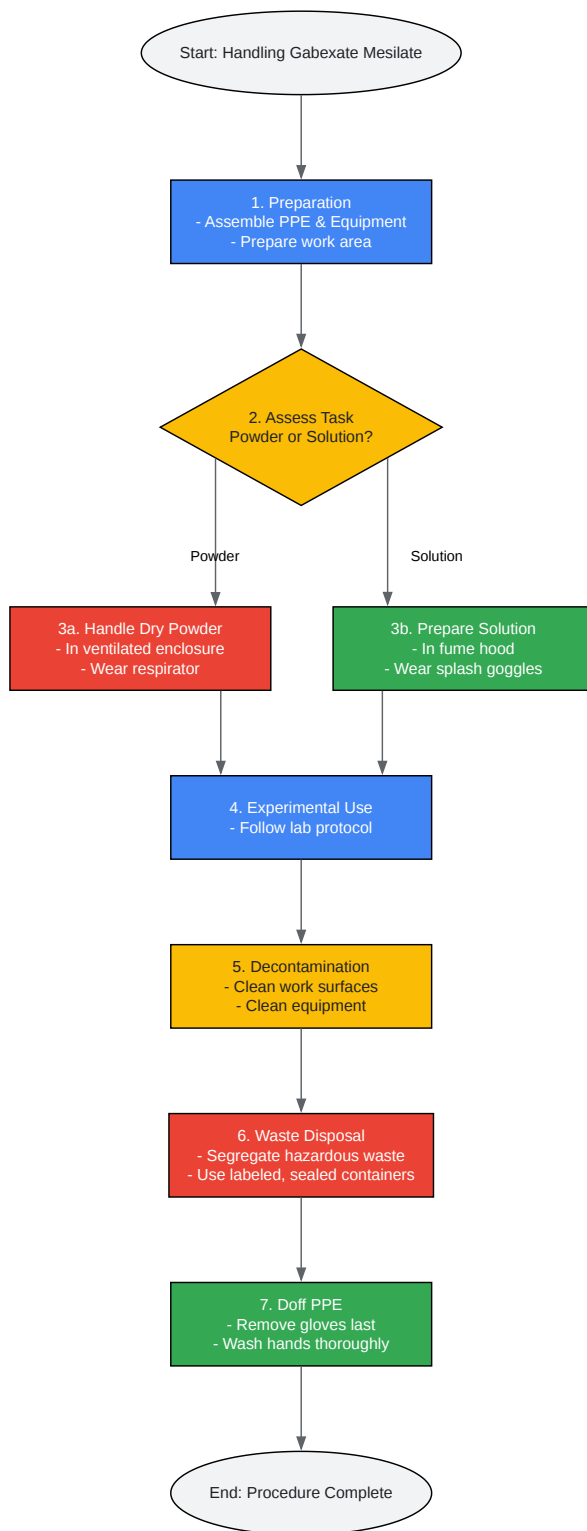 Start: Handling Gabexate Mesilate
1. Preparation
- Assemble PPE & Equipment
- Prepare work area
2. Assess Task
Powder or Solution?
Powder
Solution
3a. Handle Dry Powder
- In ventilated enclosure
- Wear respirator
3b. Prepare Solution
- In fume hood
- Wear splash goggles
4. Experimental Use
- Follow lab protocol
5. Decontamination
- Clean work surfaces
- Clean equipment
6. Waste Disposal
- Segregate hazardous waste
- Use labeled, sealed containers
7. Doff PPE
- Remove gloves last
- Wash hands thoroughly
End: Procedure Complete